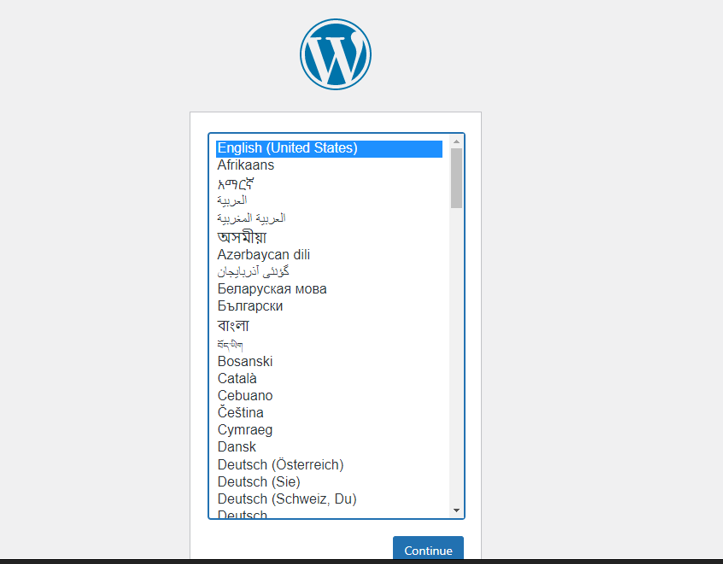 English (United States)
Afrikaans
አማርኛ
العربية
العربية المغربية
অসমীয়া
Azərbaycan dili
گؤنئی آذربایجان
Беларуская мова
Български
বাংলা
བོད་ཡིག
Bosanski
Català
Cebuano
Čeština
Cymraeg
Dansk
Deutsch (Österreich)
Deutsch (Sie)
Deutsch (Schweiz, Du)
Deutsch
Continue